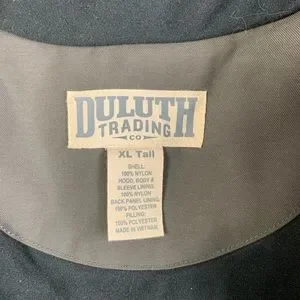 DULUTH
TRADING
CO
XL Tall
SHELL:
100% NYLON
HOOD, BODY &
SLEEVE LINING:
100% NYLON
BACK PANEL LINING:
100% POLYESTER
FILLING:
100% POLYESTER
MADE IN VIETNAM